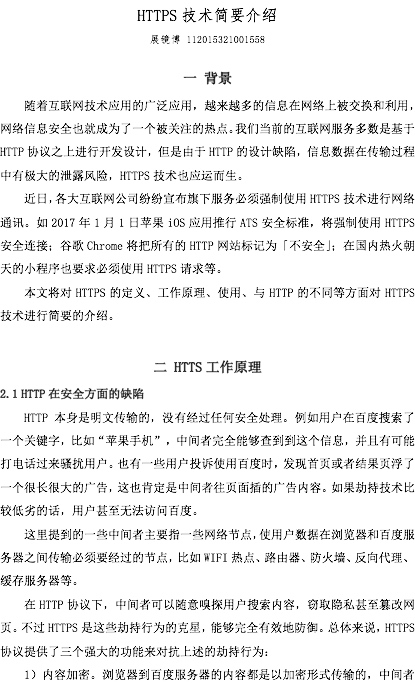 HTTPS 技术简要介绍
展镜博 112015321001558
一 背景
随着互联网技术应用的广泛应用，越来越多的信息在网络上被交换和利用，
网络信息安全也就成为了一个被关注的热点。我们当前的互联网服务多数是基于
HTTP 协议之上进行开发设计，但是由于 HTTP 的设计缺陷，信息数据在传输过程
中有极大的泄露风险，HTTPS 技术也应运而生。
近日，各大互联网公司纷纷宣布旗下服务必须强制使用 HTTPS 技术进行网络
通讯。如 2017 年 1 月 1 日苹果 iOS 应用推行 ATS 安全标准，将强制使用 HTTPS
安全连接；谷歌 Chrome 将把所有的 HTTP 网站标记为「不安全」；在国内热火朝
天的小程序也要求必须使用 HTTPS 请求等。
本文将对 HTTPS 的定义、工作原理、使用、与 HTTP 的不同等方面对 HTTPS
技术进行简要的介绍。
二 HTTS 工作原理
2.1 HTTP 在安全方面的缺陷
HTTP 本身是明文传输的，没有经过任何安全处理。例如用户在百度搜索了
一个关键字，比如“苹果手机”，中间者完全能够查到到这个信息，并且有可能
打电话过来骚扰用户。也有一些用户投诉使用百度时，发现首页或者结果页浮了
一个很长很大的广告，这也肯定是中间者往页面插的广告内容。如果劫持技术比
较低劣的话，用户甚至无法访问百度。
这里提到的一些中间者主要指一些网络节点，使用户数据在浏览器和百度服
务器之间传输必须要经过的节点，比如 WIFI 热点、路由器、防火墙、反向代理、
缓存服务器等。
在 HTTP 协议下，中间者可以随意嗅探用户搜索内容，窃取隐私甚至篡改网
页。不过 HTTPS 是这些劫持行为的克星，能够完全有效地防御。总体来说，HTTPS
协议提供了三个强大的功能来对抗上述的劫持行为：
1）内容加密。浏览器到百度服务器的内容都是以加密形式传输的，中间者